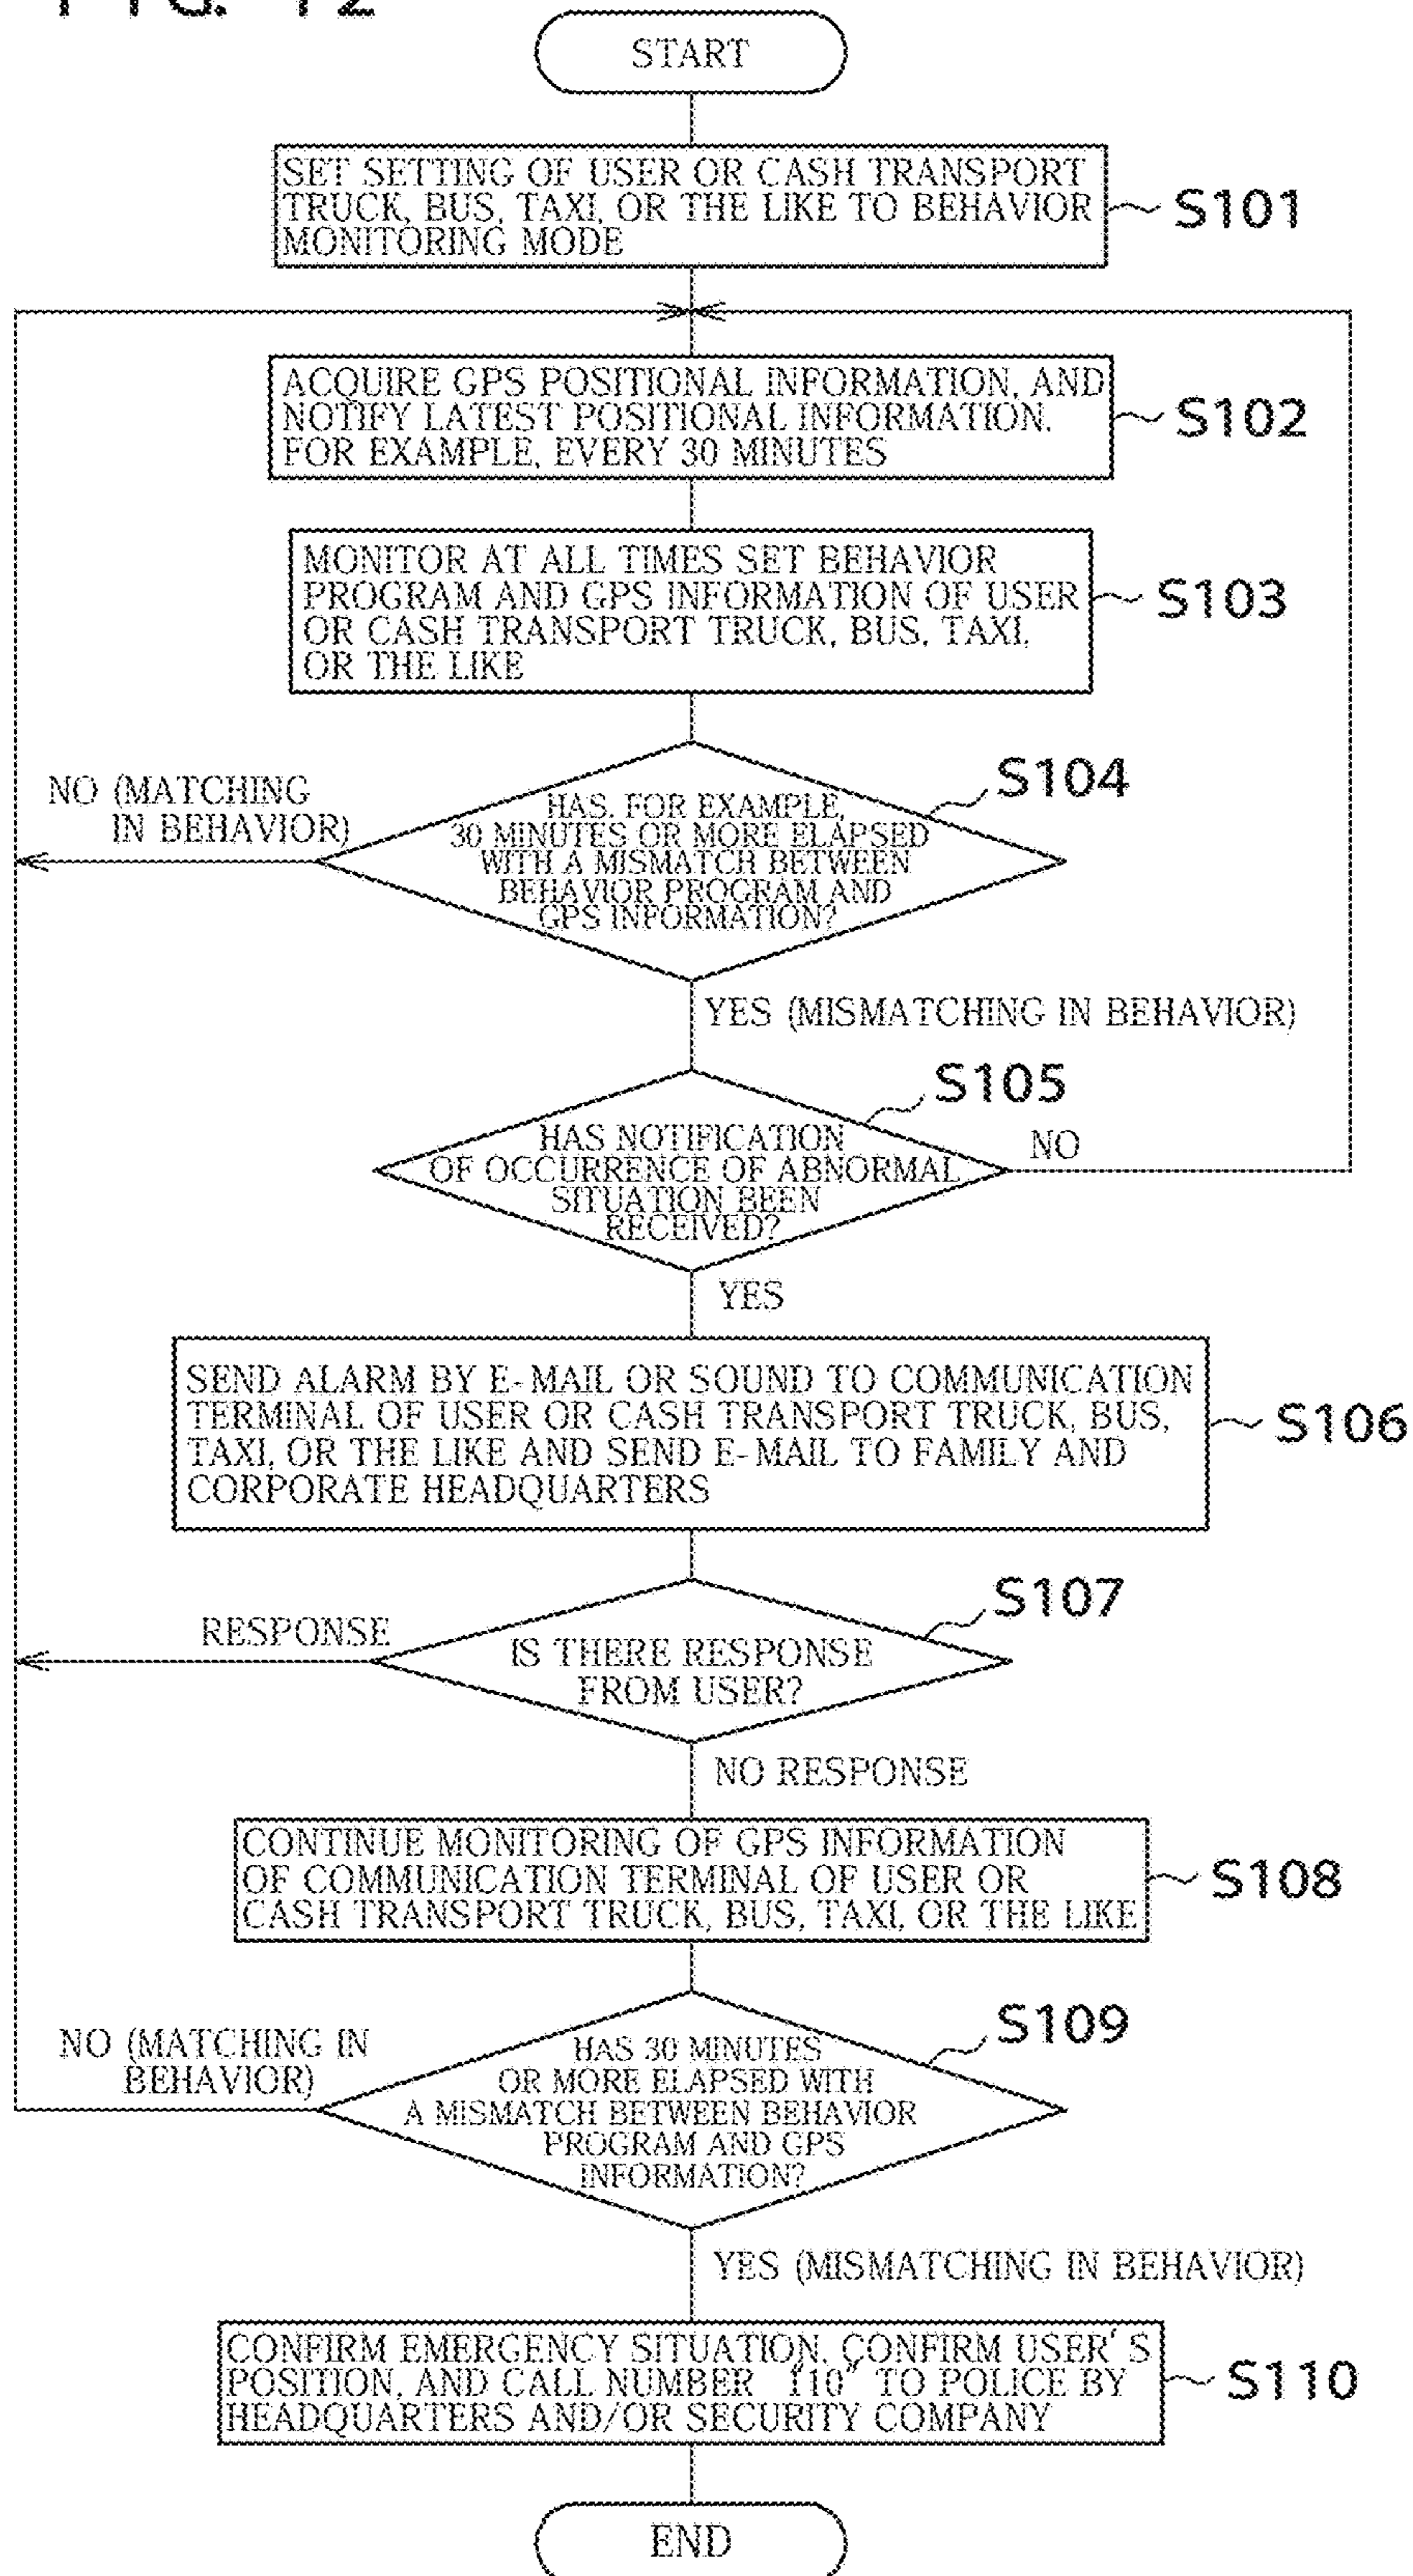 FIG. 12
START
SET SETTING OF USER OR CASH TRANSPORT
TRUCK, BUS, TAXI, OR THE LIKE TO BEHAVIOR
MONITORING MODE
S101
ACQUIRE GPS POSITIONAL INFORMATION, AND
NOTIFY LATEST POSITIONAL INFORMATION,
FOR EXAMPLE, EVERY 30 MINUTES
S102
MONITOR AT ALL TIMES SET BEHAVIOR
PROGRAM AND GPS INFORMATION OF USER
OR CASH TRANSPORT TRUCK, BUS, TAXI,
OR THE LIKE
S103
S104
NO (MATCHING
IN BEHAVIOR)
HAS, FOR EXAMPLE,
30 MINUTES OR MORE ELAPSED
WITH A MISMATCH BETWEEN
BEHAVIOR PROGRAM AND
GPS INFORMATION?
YES (MISMATCHING IN BEHAVIOR)
S105
HAS NOTIFICATION
OF OCCURRENCE OF ABNORMAL
SITUATION BEEN
RECEIVED?
NO
YES
SEND ALARM BY E-MAIL OR SOUND TO COMMUNICATION
TERMINAL OF USER OR CASH TRANSPORT TRUCK, BUS,
TAXI, OR THE LIKE AND SEND E-MAIL TO FAMILY AND
CORPORATE HEADQUARTERS
S106
S107
RESPONSE
IS THERE RESPONSE
FROM USER?
NO RESPONSE
CONTINUE MONITORING OF GPS INFORMATION
OF COMMUNICATION TERMINAL OF USER OR
CASH TRANSPORT TRUCK, BUS, TAXI, OR THE LIKE
S108
S109
NO (MATCHING IN
BEHAVIOR)
HAS 30 MINUTES
OR MORE ELAPSED WITH
A MISMATCH BETWEEN BEHAVIOR
PROGRAM AND GPS
INFORMATION?
YES (MISMATCHING IN BEHAVIOR)
CONFIRM EMERGENCY SITUATION, CONFIRM USER'S
POSITION, AND CALL NUMBER "110" TO POLICE BY
HEADQUARTERS AND/OR SECURITY COMPANY
S110
END